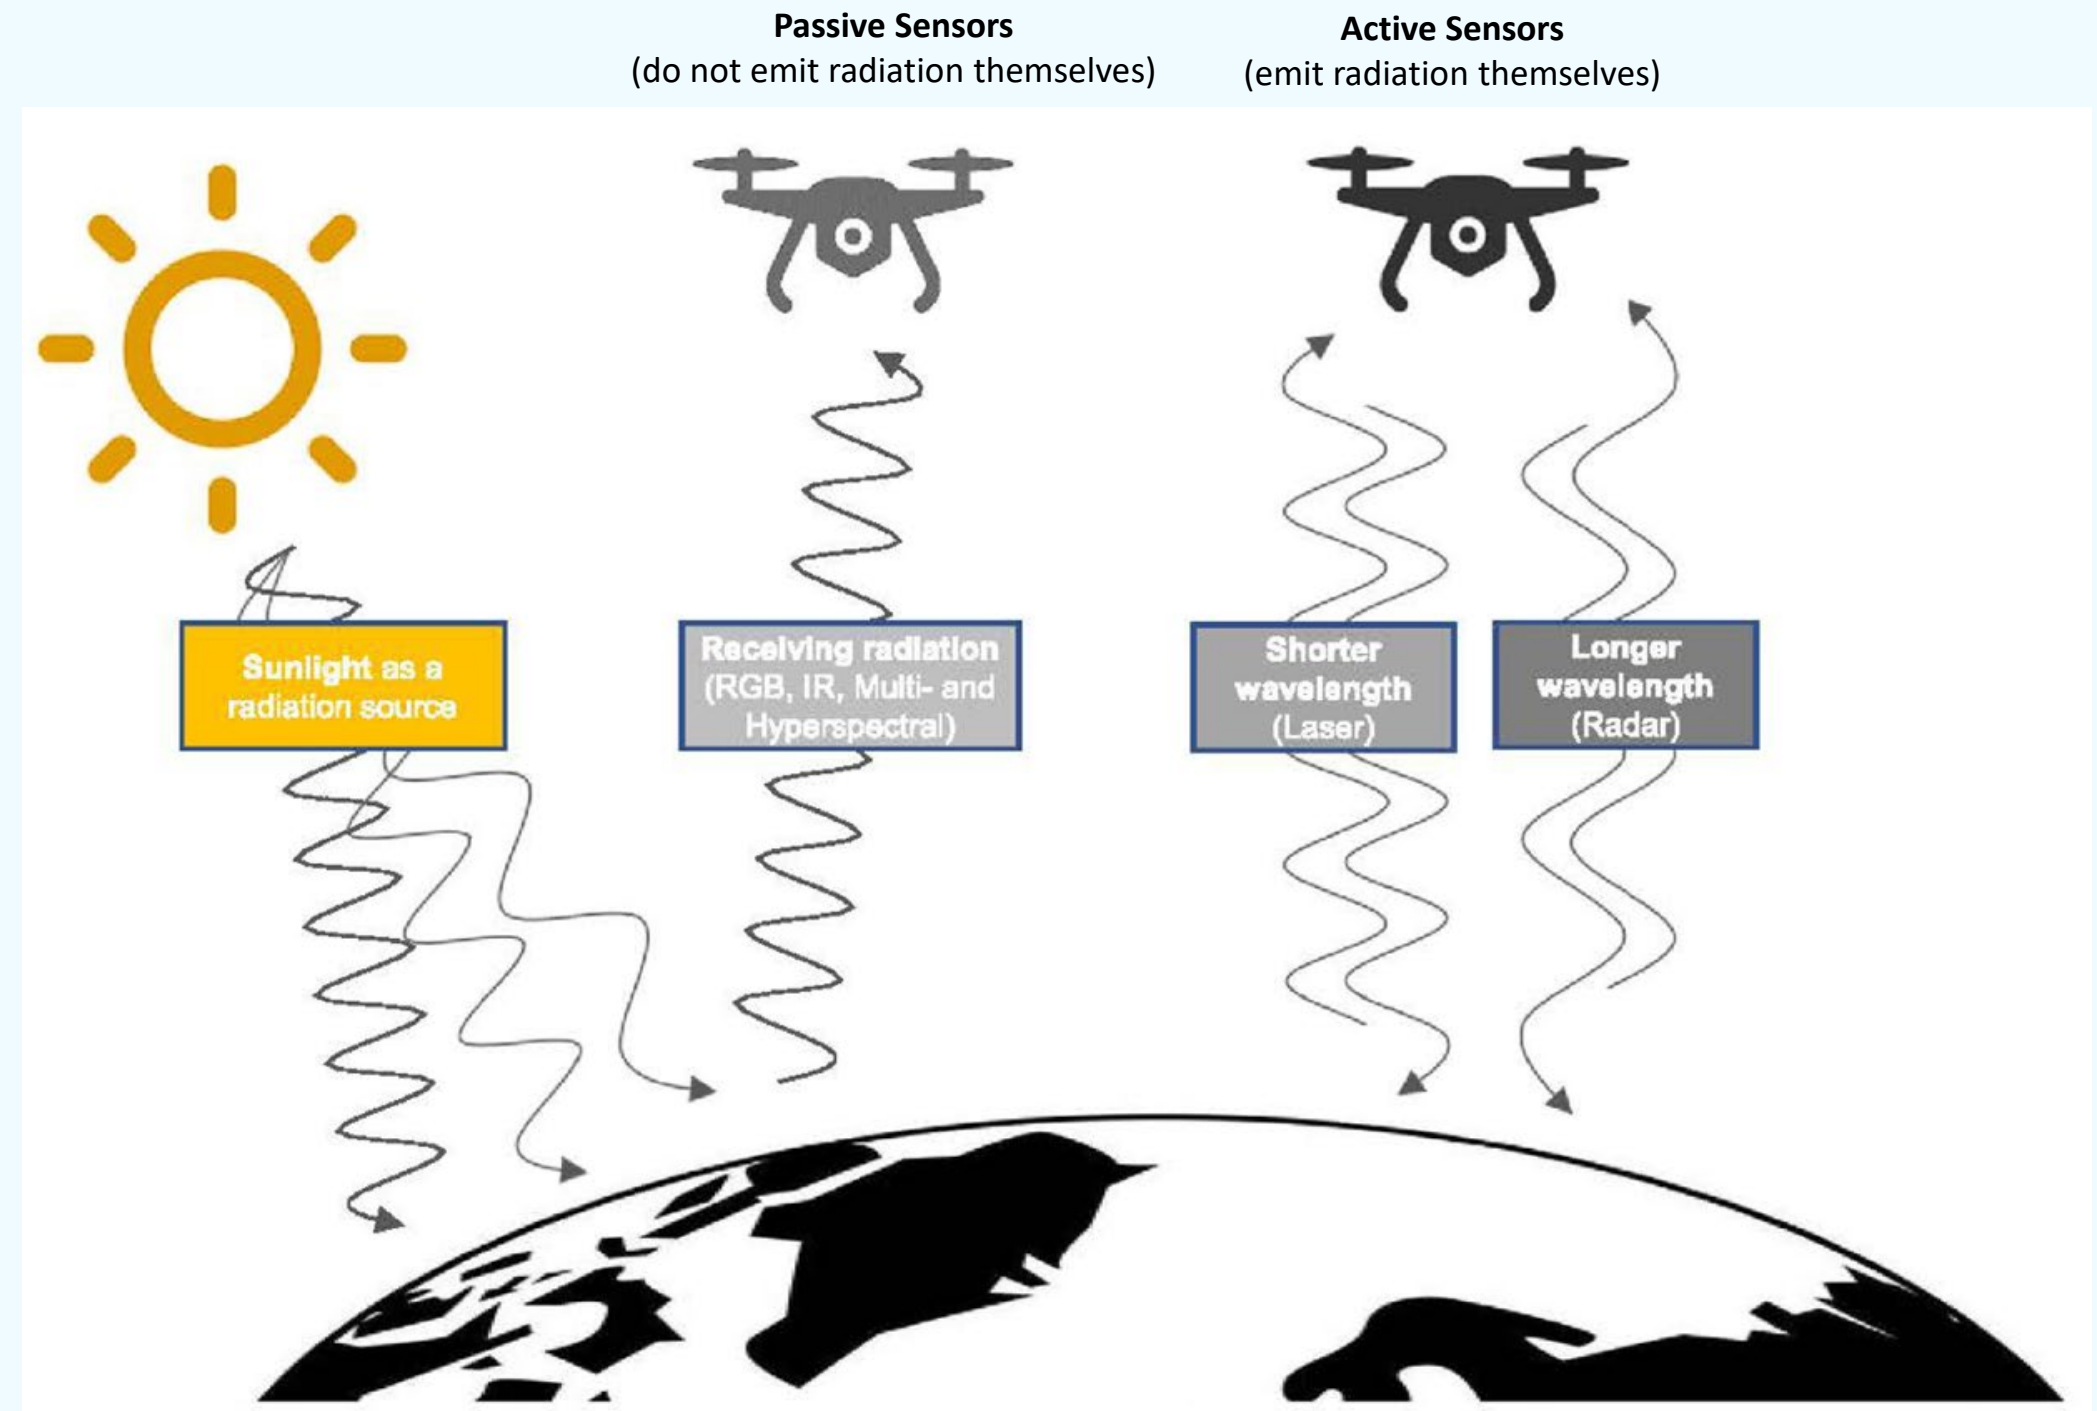 Passive Sensors
(do not emit radiation themselves)
Active Sensors
(emit radiation themselves)
Sunlight as a
radiation source
Receiving radiation
(RGB, IR, Multi- and
Hyperspectral)
Shorter
wavelength
(Laser)
Longer
wavelength
(Radar)